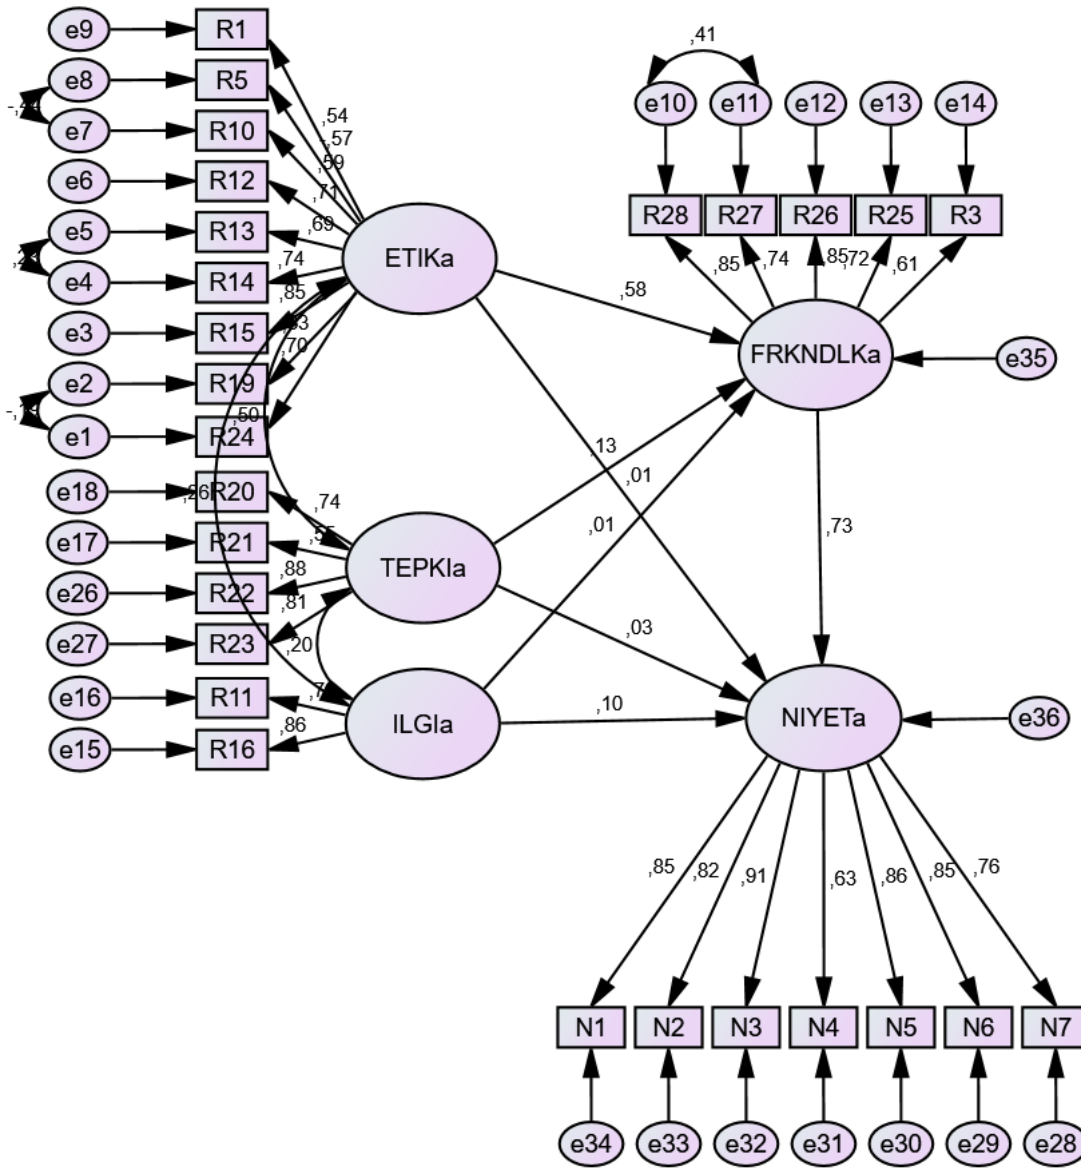 e9 R1
e8 R5
e7 R10
e6 R12
e5 R13
e4 R14
e3 R15
e2 R19
e1 R24
e18 R20
e17 R21
e26 R22
e27 R23
e16 R11
e15 R16
,54
,57
,59
,71
,69
,74
,85
,70
,50
ETIKa
,74
,88
,81
,20
TEPKIa
,86
ILGIa
,41
e10 e11 e12 e13 e14
R28 R27 R26 R25 R3
,85 ,74 ,85 ,72 ,61
,58
FRKNDLKa e35
,13
,01
,01
,73
,03
,10
NIYETa e36
,85 ,82 ,91 ,63 ,86 ,85 ,76
N1 N2 N3 N4 N5 N6 N7
e34 e33 e32 e31 e30 e29 e28